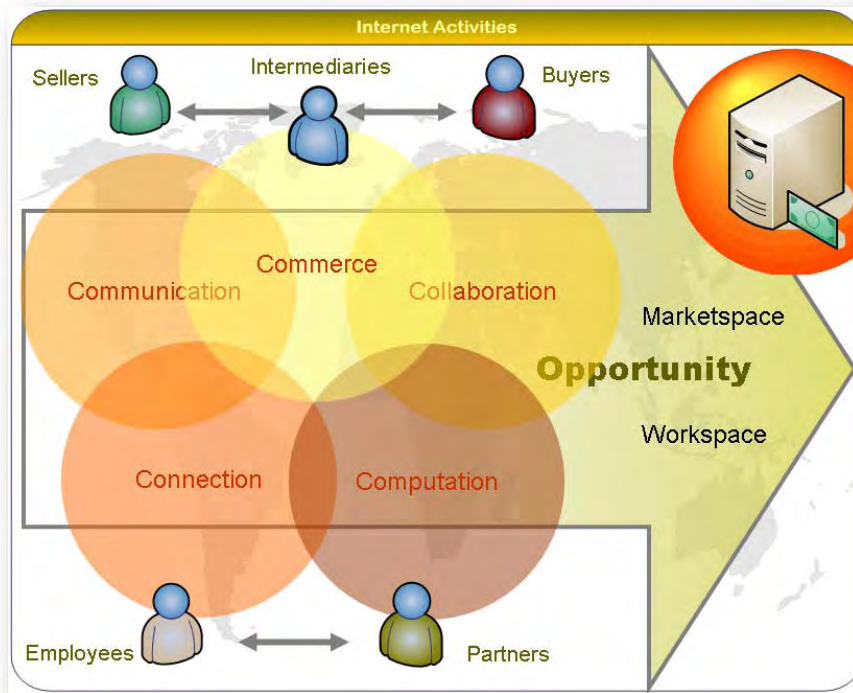 Internet Activities
Sellers
Intermediaries
Buyers
Communication
Commerce
Collaboration
Marketspace
Opportunity
Workspace
Connection
Computation
Employees
Partners